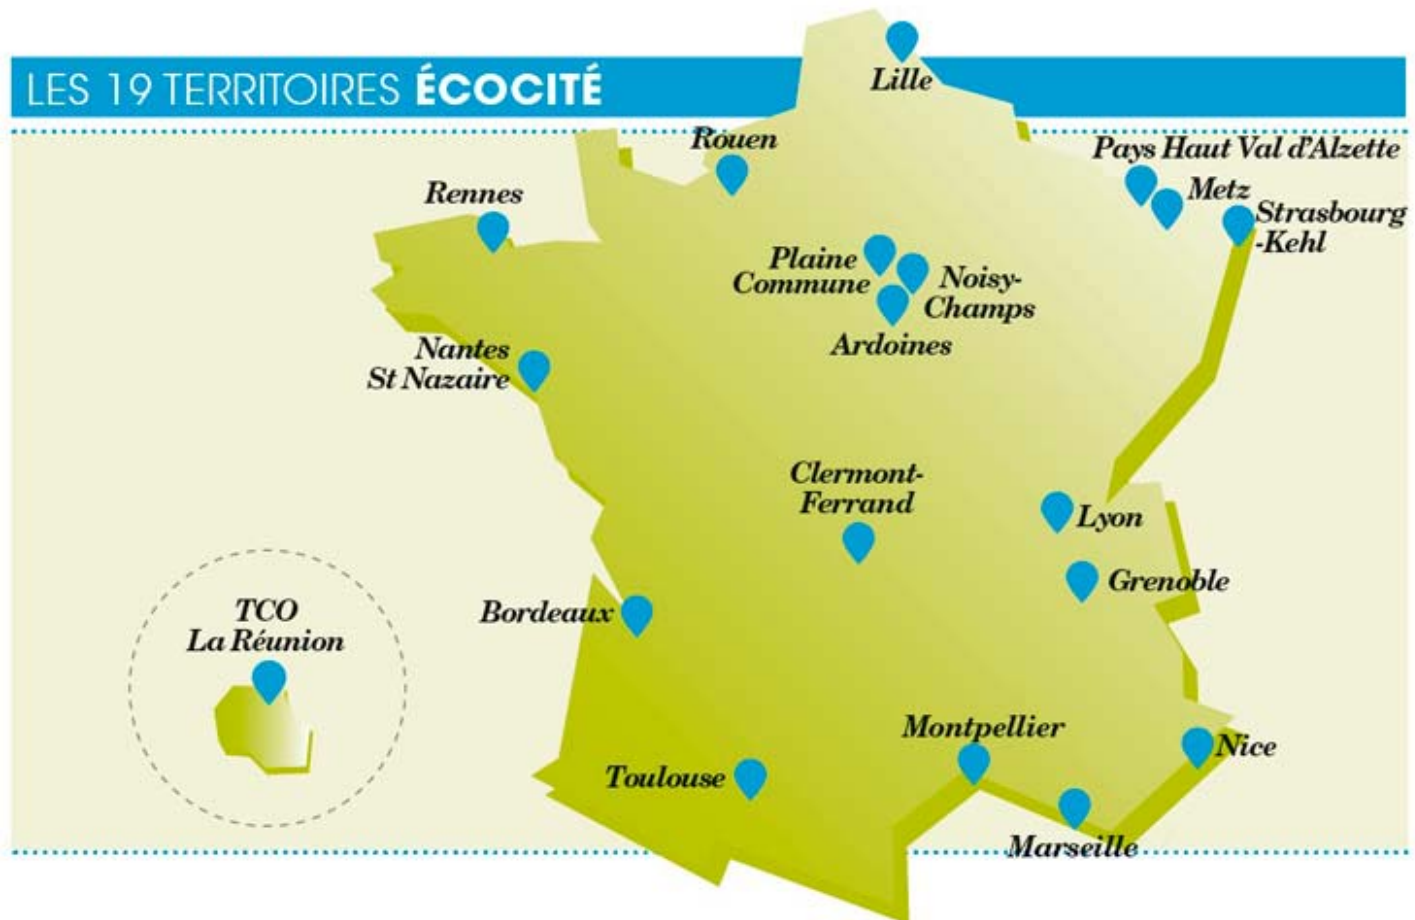 LES 19 TERRITOIRES ÉCOCITÉ
Lille
Rouen
Pays Haut Val d'Alzette
Metz
Strasbourg
-Kehl
Rennes
Plaine
Commune
Noisy-
Champs
Ardoines
Nantes
St Nazaire
Clermont-
Ferrand
Lyon
Grenoble
Bordeaux
TCO
La Réunion
Montpellier
Nice
Toulouse
Marseille